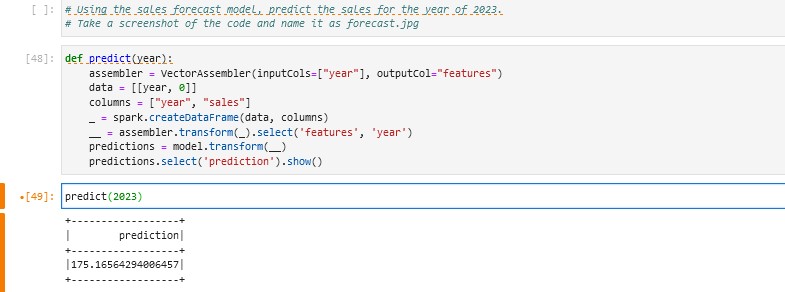 [ ]: # Using the sales forecast model, predict the sales for the year of 2023.
# Take a screenshot of the code and name it as forecast.jpg
[48]: def predict(year):
    assembler = VectorAssembler(inputCols=["year"], outputCol="features")
    data = [[year, 0]]
    columns = ["year", "sales"]
    _ = spark.createDataFrame(data, columns)
    __ = assembler.transform(_).select('features', 'year')
    predictions = model.transform(__)
    predictions.select('prediction').show()
•[49]: predict(2023)
+------------------+
|        prediction|
+------------------+
|175.16564294006457|
+------------------+